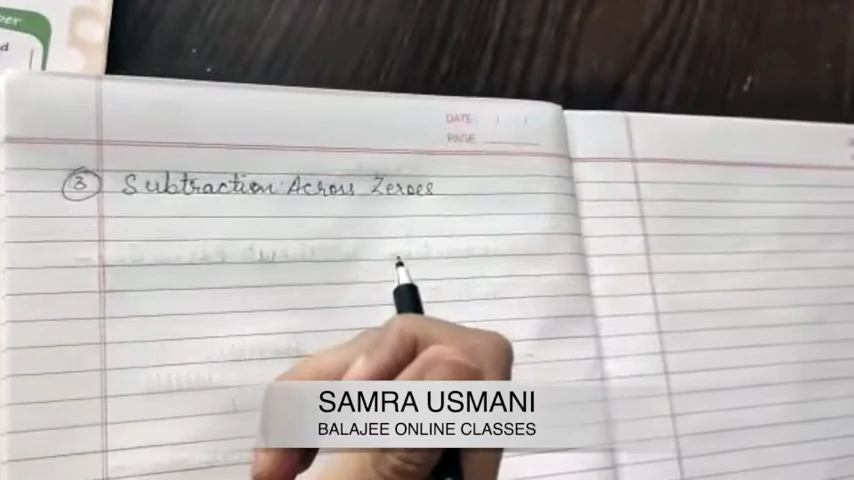 DATE
PAGE
3 Subtraction Across Zeroes
SAMRA USMANI
BALAJEE ONLINE CLASSES